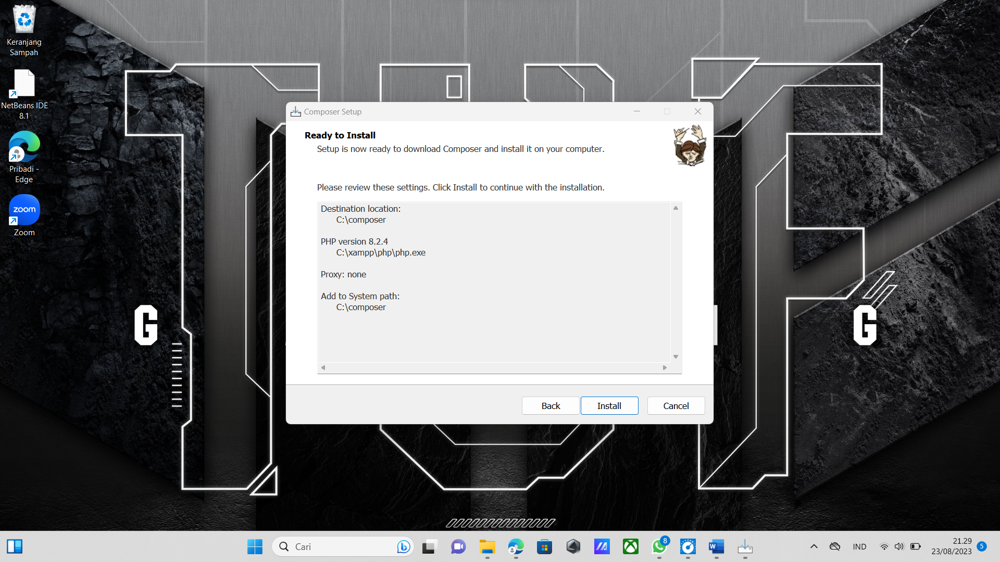 Keranjang
Sampah
NetBeans IDE
8.1
Pribadi -
Edge
zoom
Zoom
Composer Setup
Ready to Install
Setup is now ready to download Composer and install it on your computer.
Please review these settings. Click Install to continue with the installation.
Destination location:
C:\composer
PHP version 8.2.4
C:\xampp\php\php.exe
Proxy: none
Add to System path:
C:\composer
Back
Install
Cancel
G
G
Cari
8
W
IND
21.29
23/08/2023
5